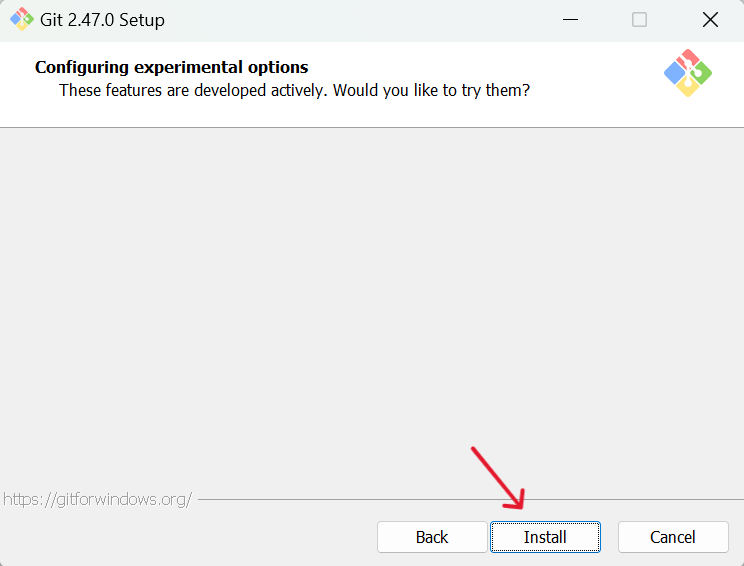 Git 2.47.0 Setup
Configuring experimental options
These features are developed actively. Would you like to try them?
https://gitforwindows.org/
Back Install Cancel